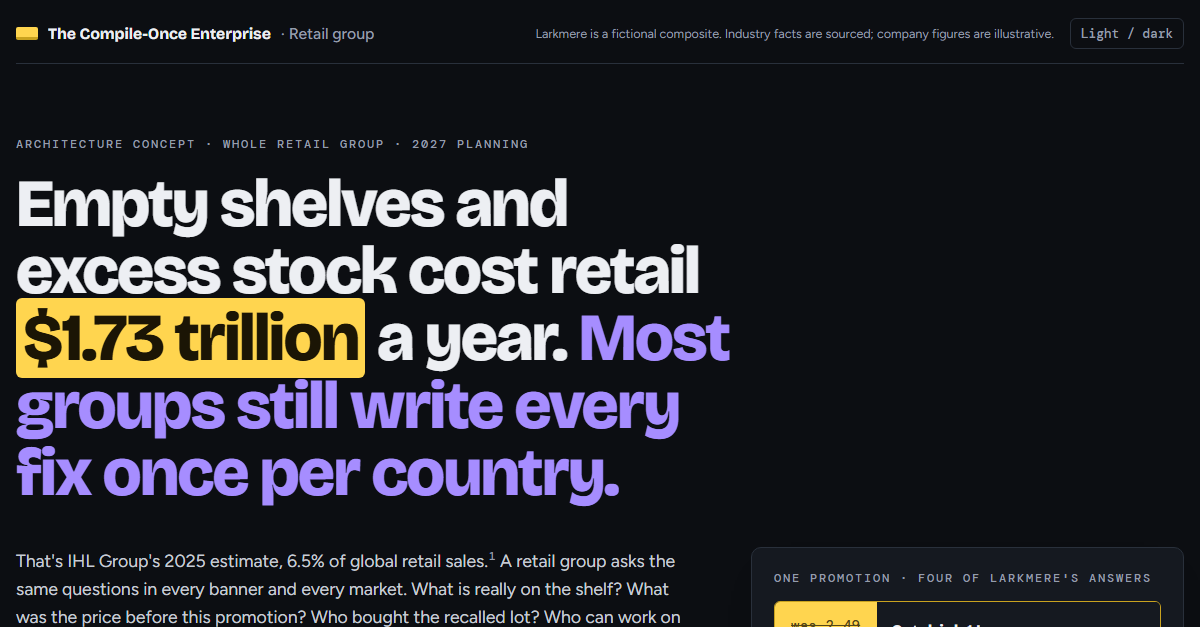 The Compile-Once Enterprise · Retail group
Larkmere is a fictional composite. Industry facts are sourced; company figures are illustrative.
Light / dark
ARCHITECTURE CONCEPT · WHOLE RETAIL GROUP · 2027 PLANNING
Empty shelves and
excess stock cost retail
$1.73 trillion a year. Most
groups still write every
fix once per country.
That's IHL Group's 2025 estimate, 6.5% of global retail sales.¹ A retail group asks the
same questions in every banner and every market. What is really on the shelf? What
was the price before this promotion? Who bought the recalled lot? Who can work on
ONE PROMOTION · FOUR OF LARKMERE'S ANSWERS
was 2.49